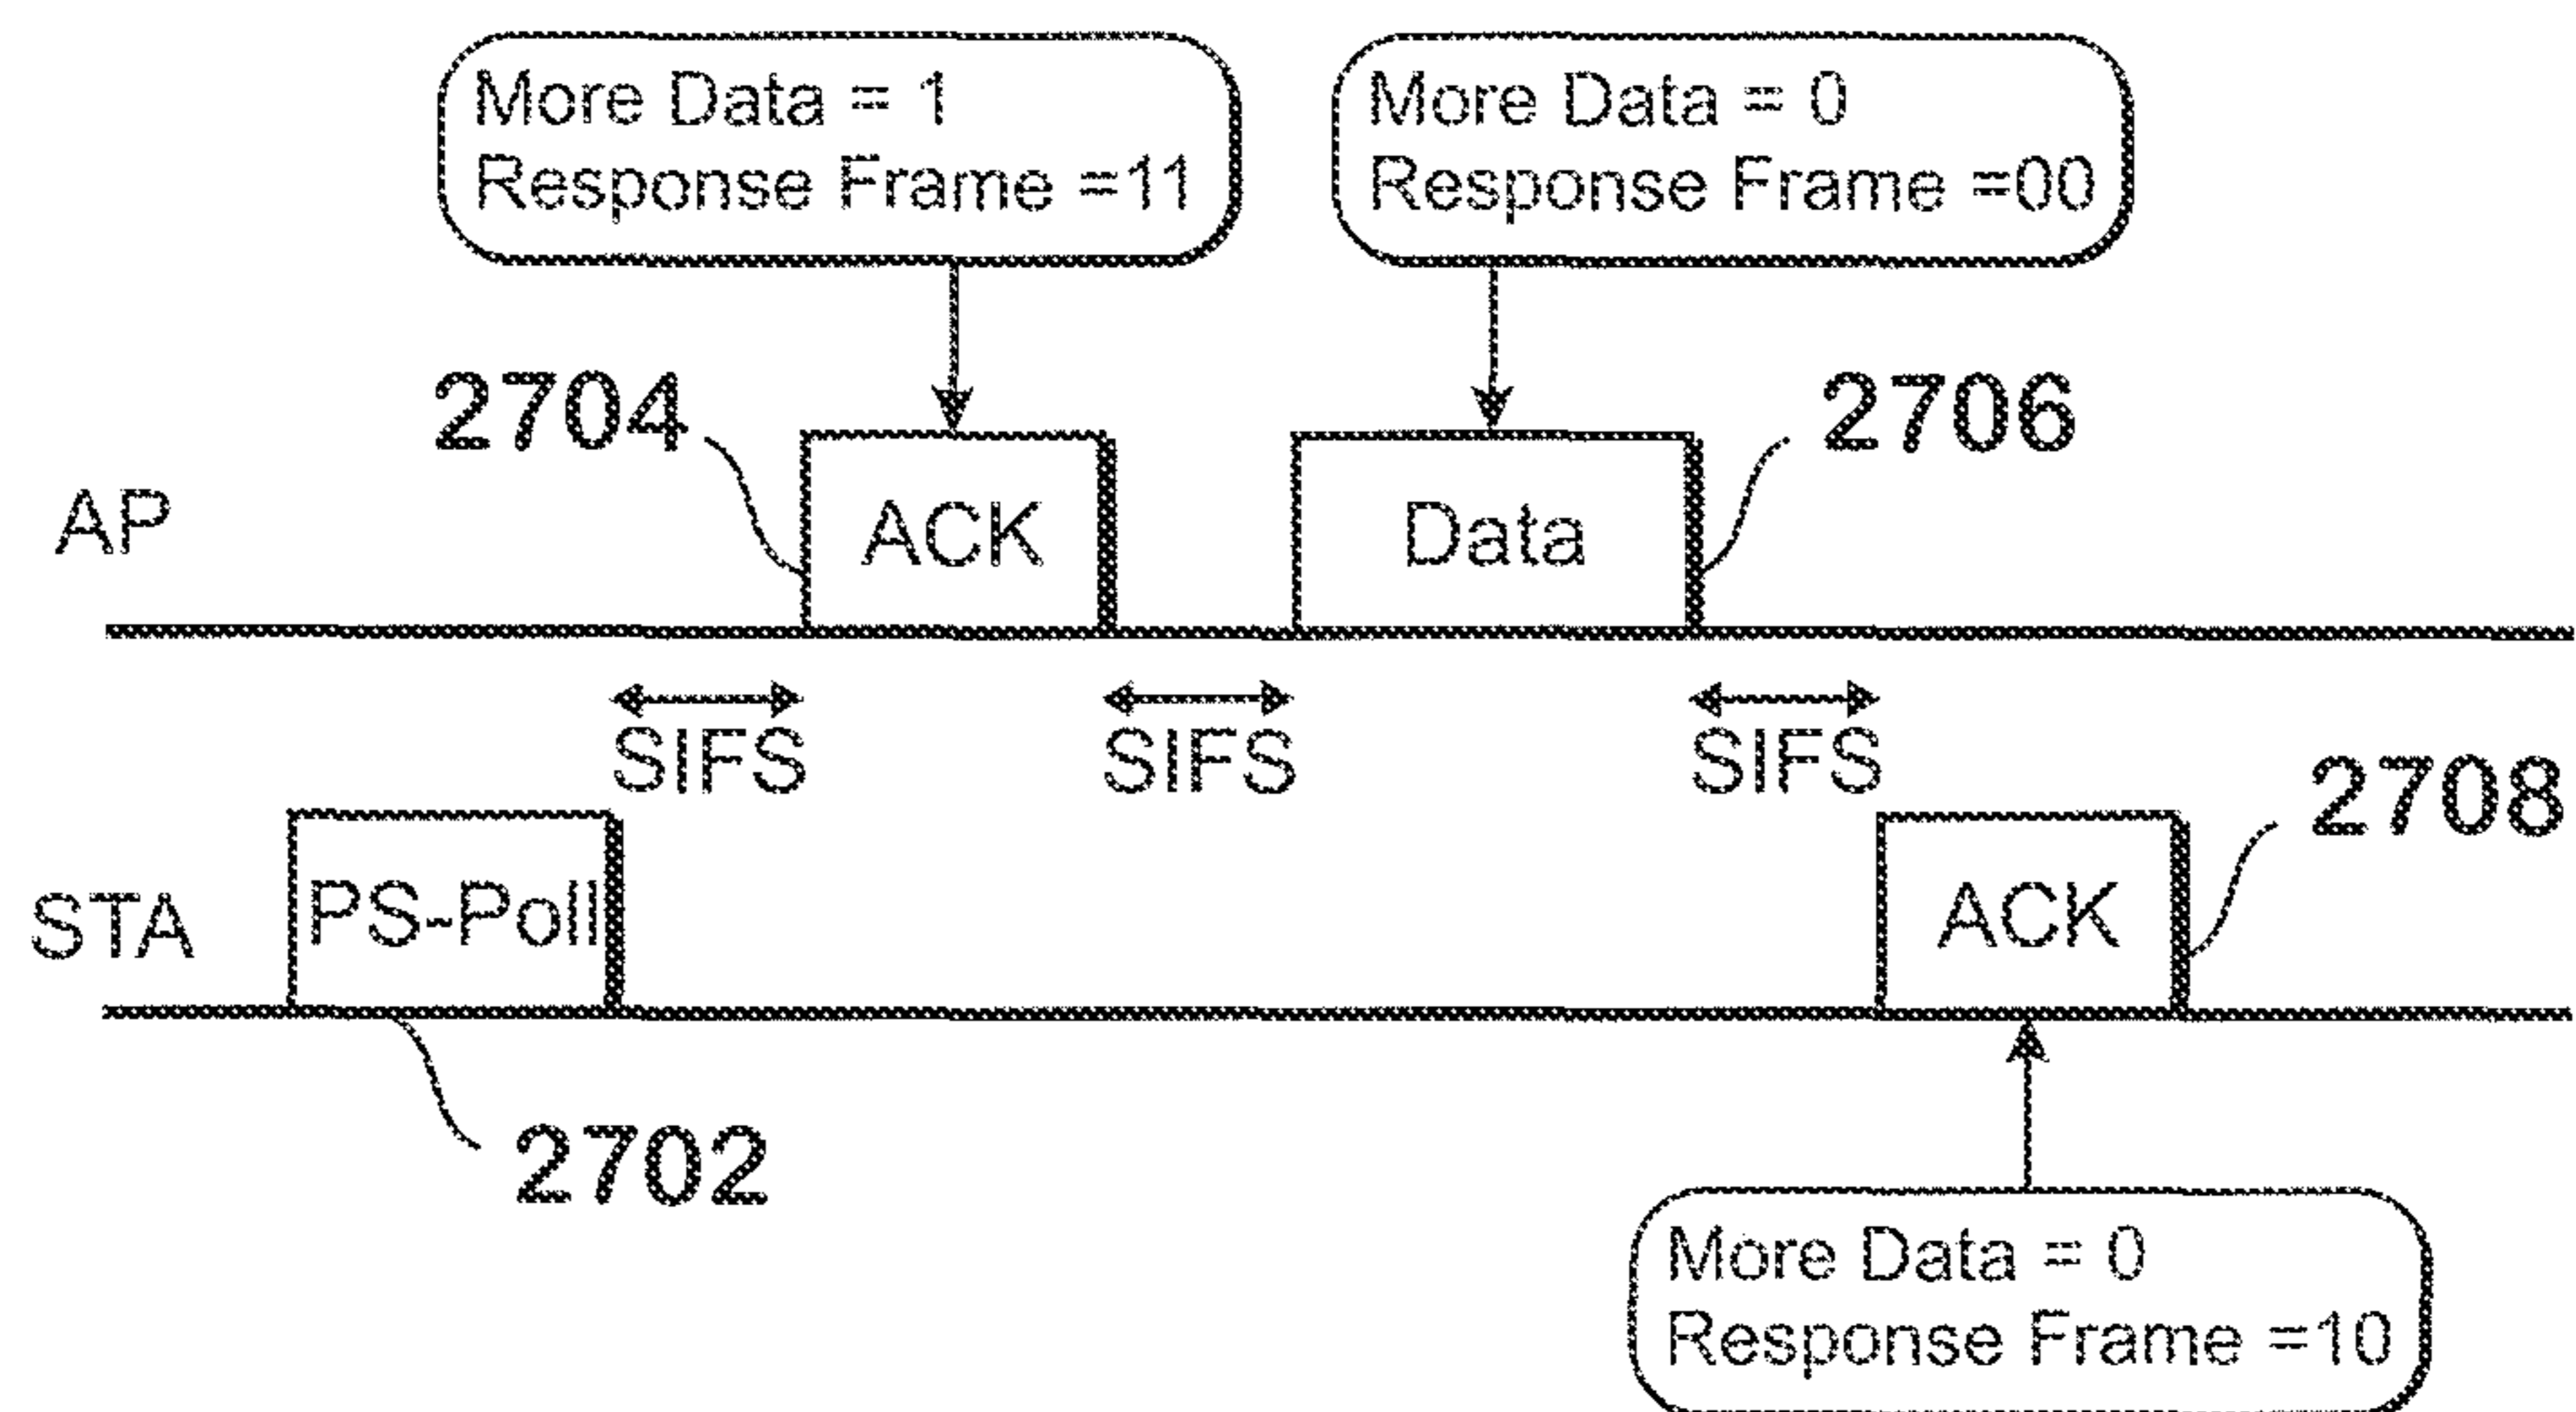 More Data = 1
Response Frame =11
More Data = 0
Response Frame =00
2704
2706
AP
ACK
Data
SIFS
SIFS
SIFS
2708
STA
PS-Poll
ACK
2702
More Data = 0
Response Frame =10